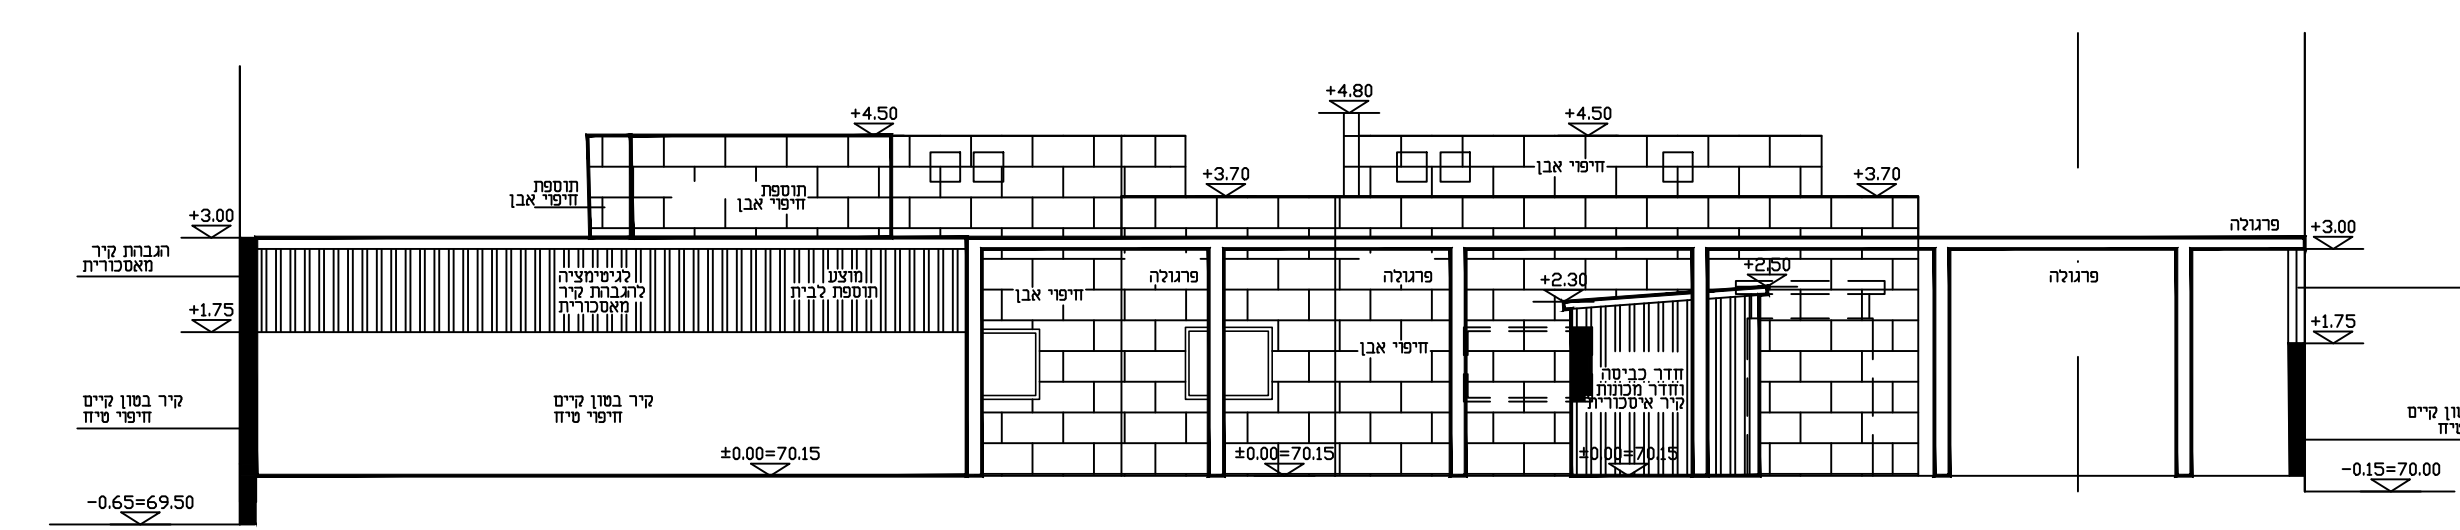 +4.80
+4.50
+4.50
חיפוי אבן
+3.70
+3.70
תוספת
חיפוי אבן
תוספת
חיפוי אבן
+3.00
פרגולה
+3.00
הגבהת קיר
מאסכורית
לגיטימציה
להגבהת קיר
מאסכורית
מוצע
תוספת לבית
חיפוי אבן
פרגולה
פרגולה
+2.30
+2.50
פרגולה
+1.75
+1.75
חיפוי אבן
חדר כביסה
וחדר מכונות
קיר איסכורית
קיר בטון קיים
חיפוי טיח
קיר בטון קיים
חיפוי טיח
קיים
טיח
±0.00=70.15
±0.00=70.15
±0.00=70.15
-0.15=70.00
-0.65=69.50